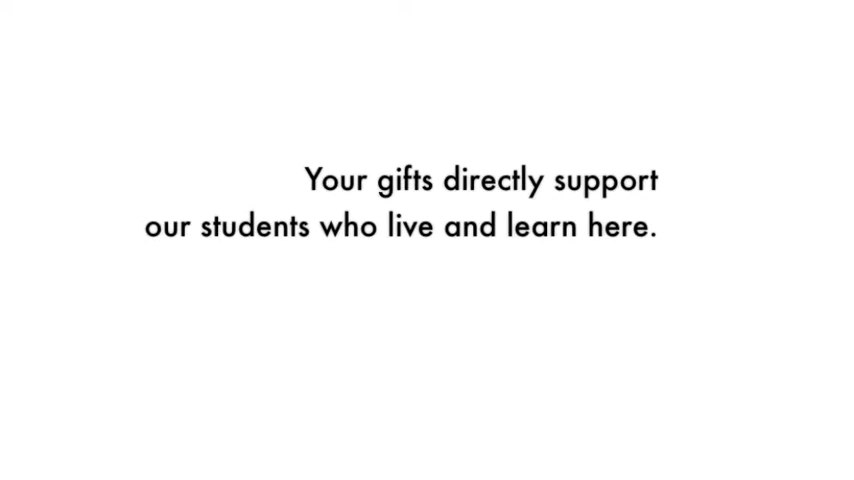 Your gifts directly support
our students who live and learn here.